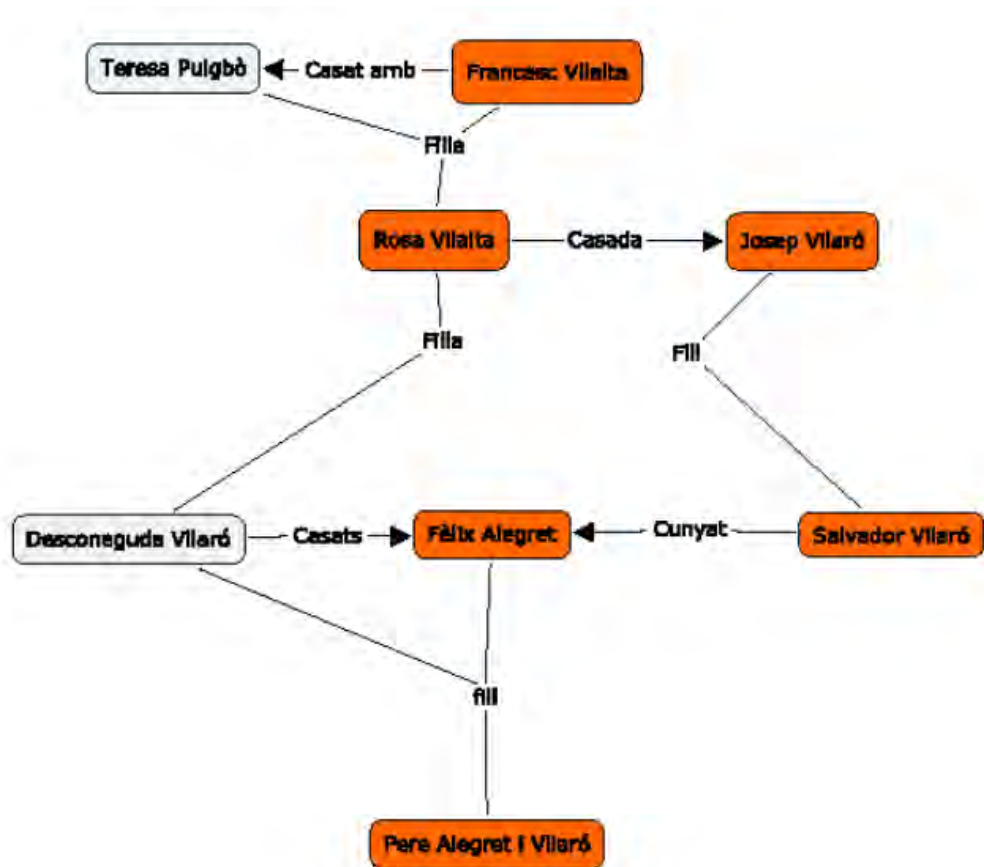 Teresa Puigbò
Casat amb
Francesc Vilalta
Filla
Rosa Vilalta
Casada
Josep Vilaró
Filla
Fill
Desconeguda Vilaró
Casats
Fèlix Alegret
Cunyat
Salvador Vilaró
fill
Pere Alegret i Vilaró